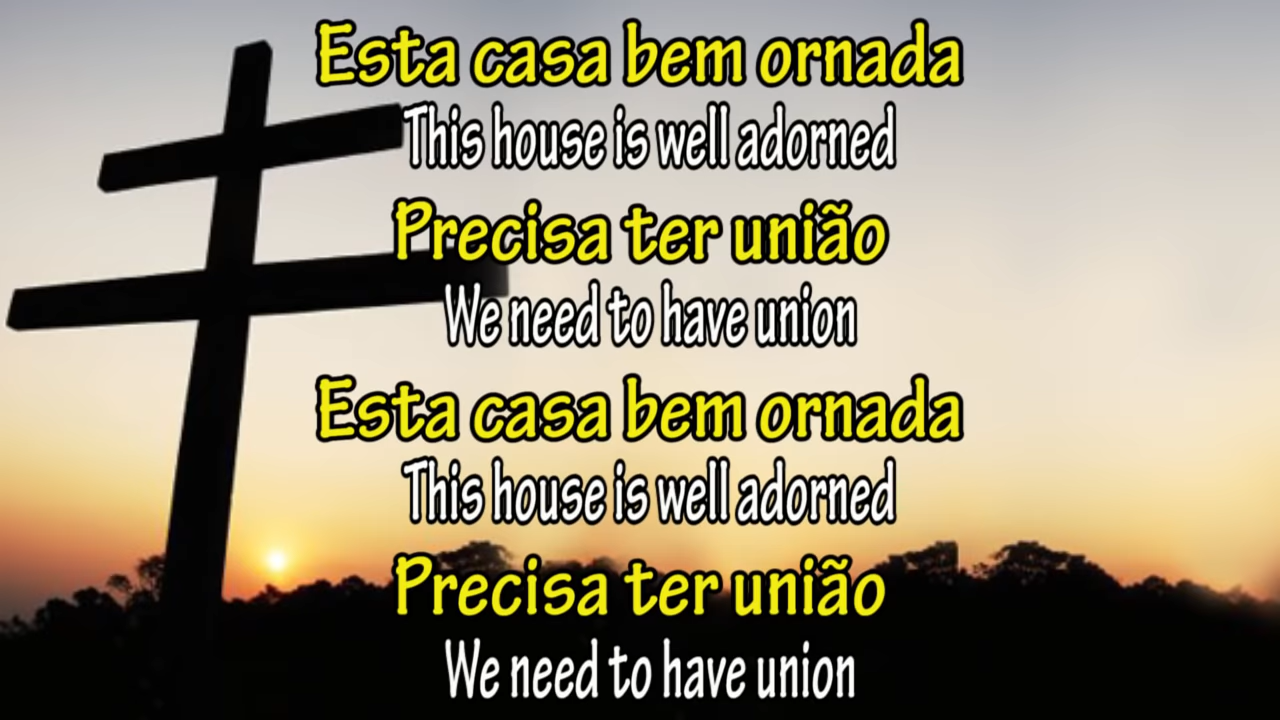 Esta casa bem ornada
This house is well adorned
Precisa ter união
We need to have union
Esta casa bem ornada
This house is well adorned
Precisa ter união
We need to have union